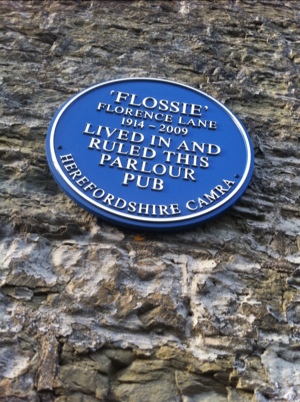 'FLOSSIE'
FLORENCE LANE
1914 - 2009
LIVED IN AND
RULED THIS
PARLOUR
PUB
HEREFORDSHIRE CAMRA